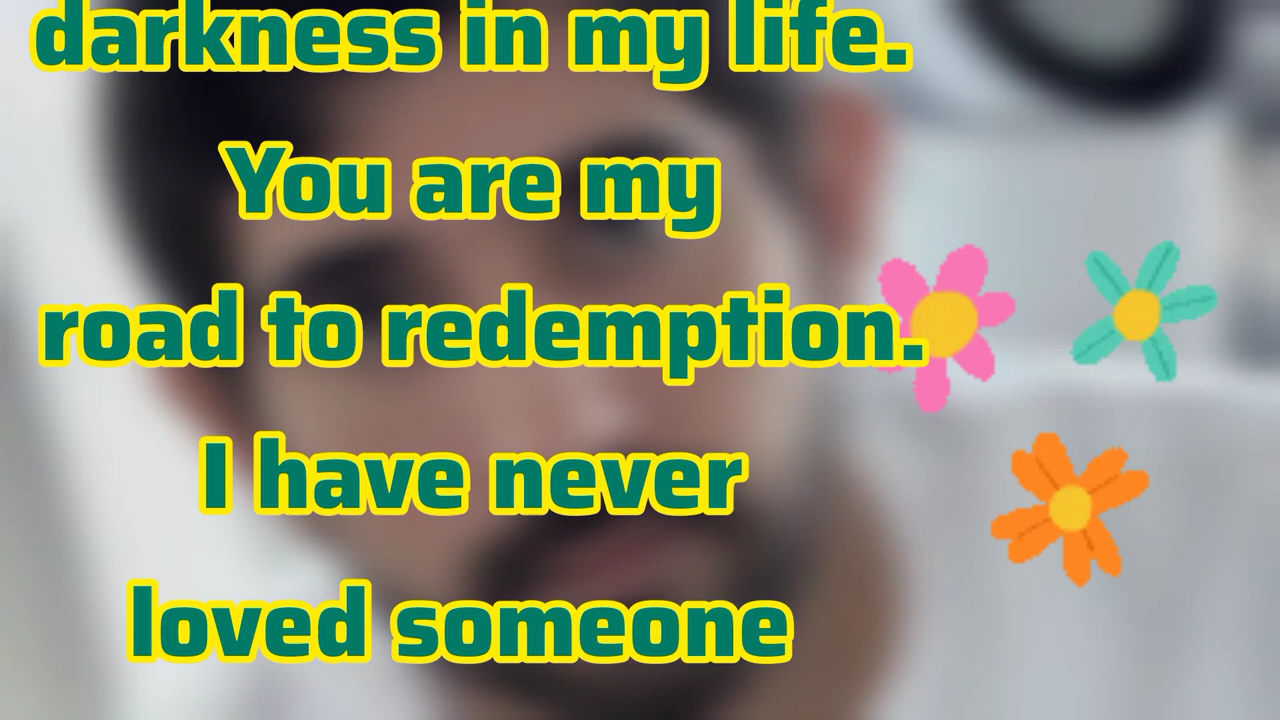 darkness in my life.
You are my
road to redemption.
I have never
loved someone